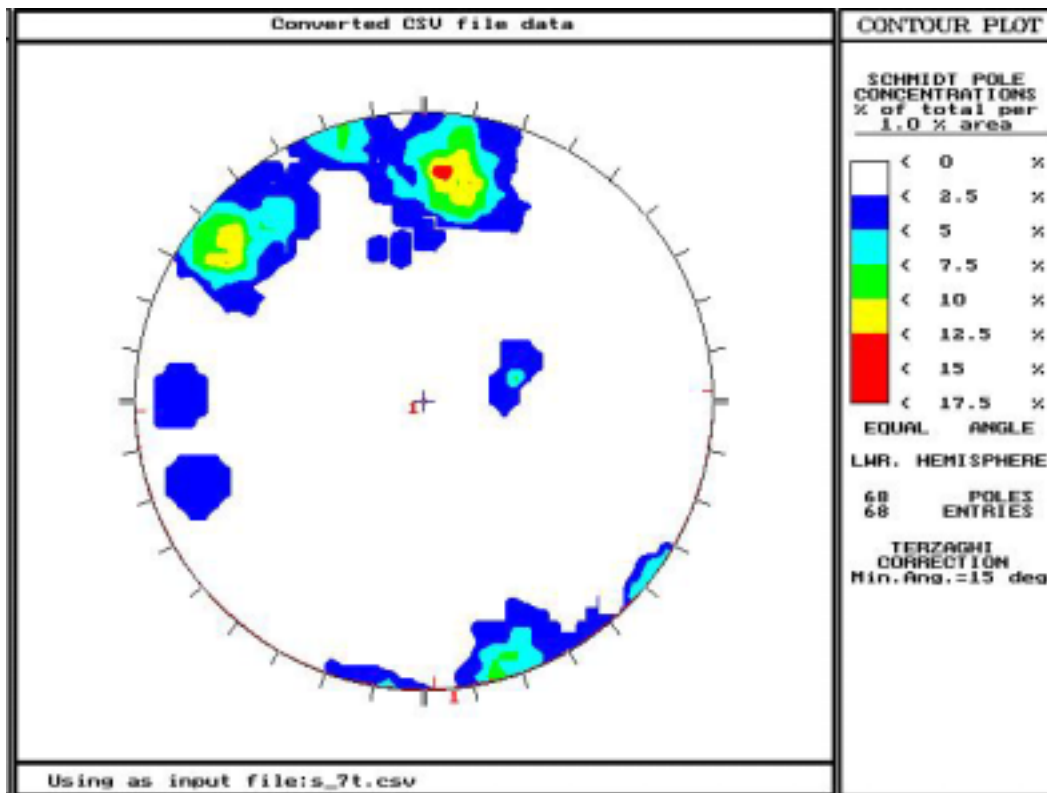 Converted CSV file data
CONTOUR PLOT
SCHMIDT POLE
CONCENTRATIONS
% of total per
1.0 % area
< 0 %
< 2.5 %
< 5 %
< 7.5 %
< 10 %
< 12.5 %
< 15 %
< 17.5 %
EQUAL ANGLE
LWR. HEMISPHERE
68 POLES
68 ENTRIES
TERZAGHI
CORRECTION
Min.Ang.=15 deg
1
1
Using as input file:s_7t.csv